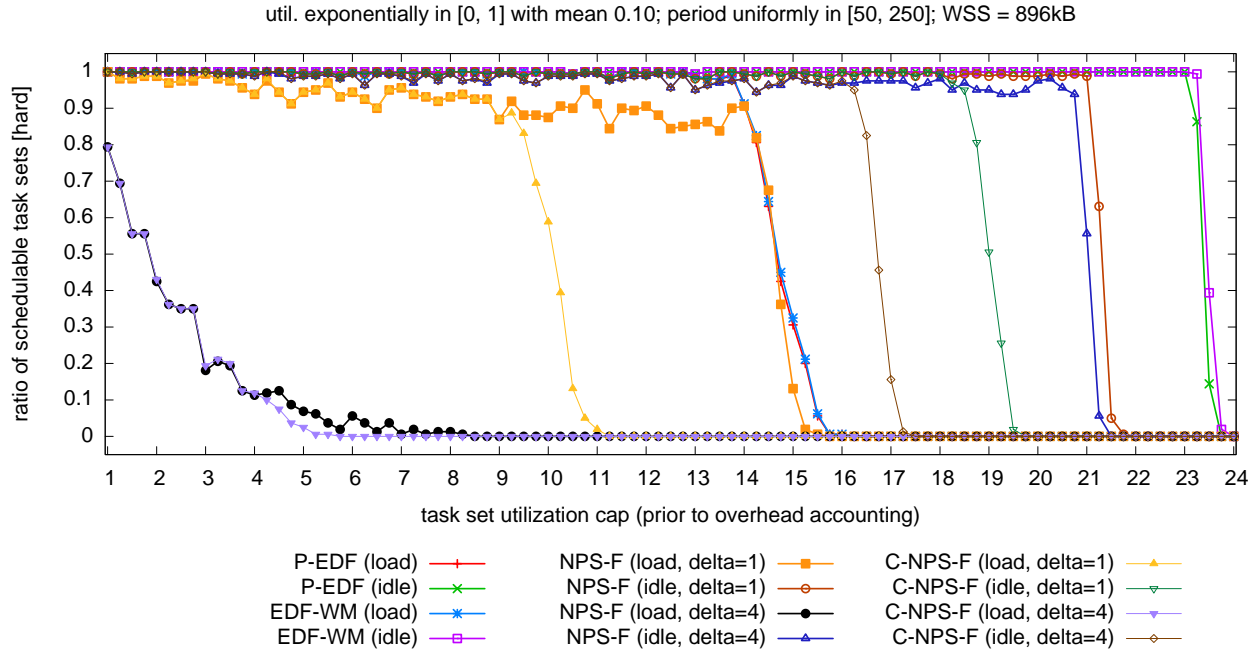 util. exponentially in [0, 1] with mean 0.10; period uniformly in [50, 250]; WSS = 896kB
ratio of schedulable task sets [hard]
1
0.9
0.8
0.7
0.6
0.5
0.4
0.3
0.2
0.1
0
1 2 3 4 5 6 7 8 9 10 11 12 13 14 15 16 17 18 19 20 21 22 23 24
task set utilization cap (prior to overhead accounting)
P-EDF (load) NPS-F (load, delta=1) C-NPS-F (load, delta=1)
P-EDF (idle) NPS-F (idle, delta=1) C-NPS-F (idle, delta=1)
EDF-WM (load) NPS-F (load, delta=4) C-NPS-F (load, delta=4)
EDF-WM (idle) NPS-F (idle, delta=4) C-NPS-F (idle, delta=4)